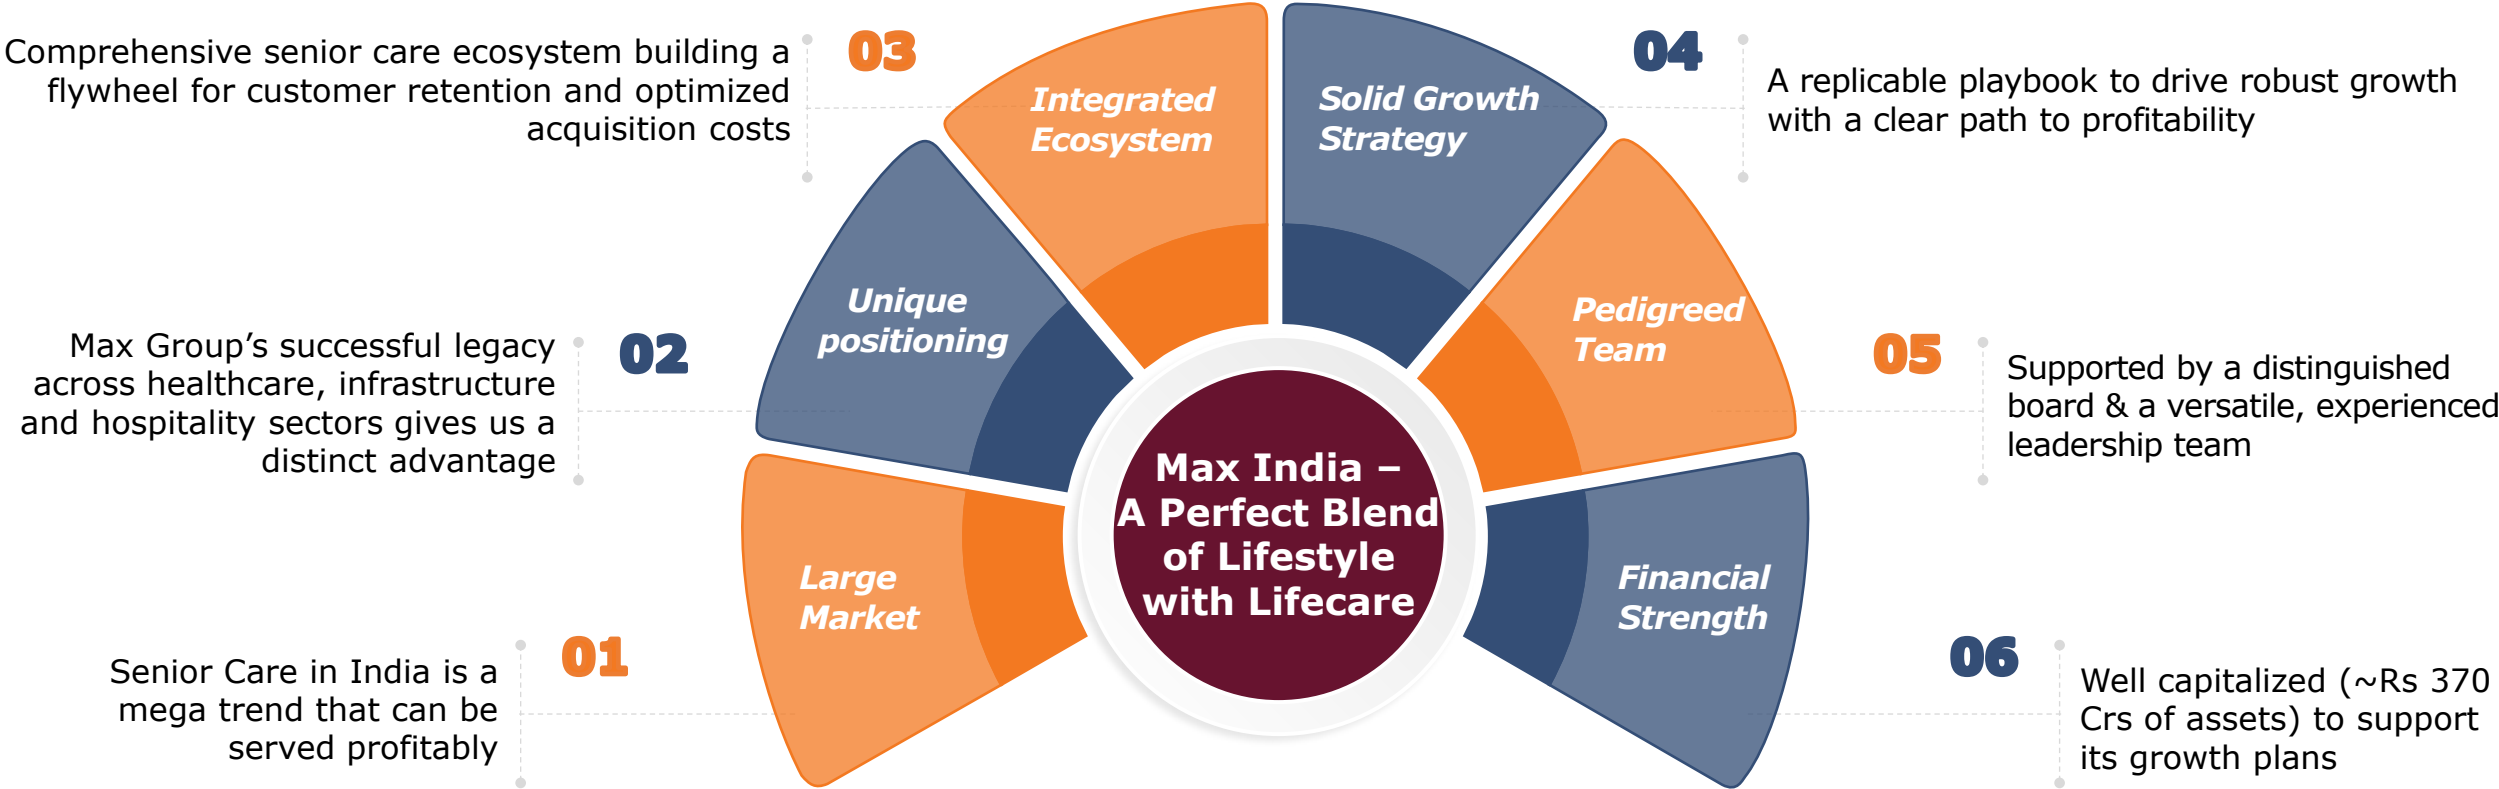 03
Comprehensive senior care ecosystem building a
flywheel for customer retention and optimized
acquisition costs
Integrated
Ecosystem
04
A replicable playbook to drive robust growth
with a clear path to profitability
Solid Growth
Strategy
02
Max Group’s successful legacy
across healthcare, infrastructure
and hospitality sectors gives us a
distinct advantage
Unique
positioning
05
Supported by a distinguished
board & a versatile, experienced
leadership team
Pedigreed
Team
Max India –
A Perfect Blend
of Lifestyle
with Lifecare
01
Senior Care in India is a
mega trend that can be
served profitably
Large
Market
06
Well capitalized (~Rs 370
Crs of assets) to support
its growth plans
Financial
Strength